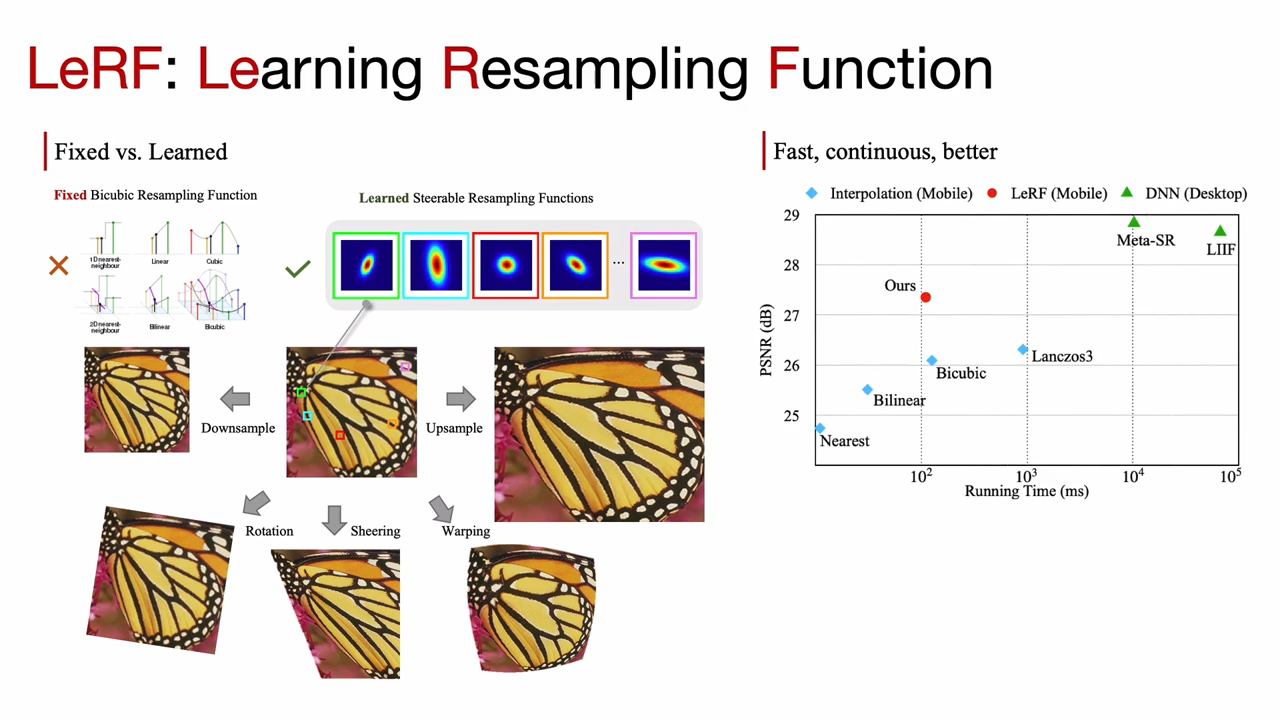 LeRF: Learning Resampling Function
Fixed vs. Learned
Fixed Bicubic Resampling Function
Learned Steerable Resampling Functions
1D nearest-
neighbour
Linear
Cubic
2D nearest-
neighbour
Bilinear
Bicubic
...
Downsample
Upsample
Rotation
Sheering
Warping
Fast, continuous, better
Interpolation (Mobile)
LeRF (Mobile)
DNN (Desktop)
29
28
27
26
25
PSNR (dB)
Meta-SR
LIIF
Ours
Lanczos3
Bicubic
Bilinear
Nearest
10² 10³ 10⁴ 10⁵
Running Time (ms)